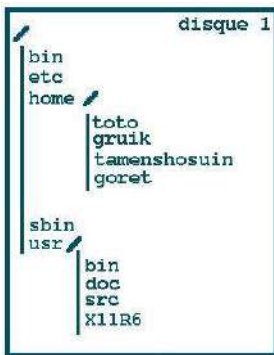 disque 1
/
bin
etc
home /
toto
gruik
tamenshosuin
goret
sbin
usr /
bin
doc
src
X11R6